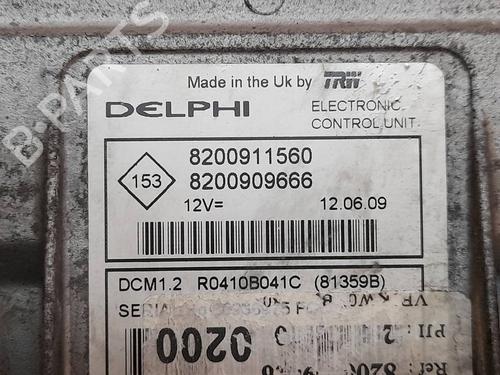 B-PARTS
Made in the Uk by TRW
DELPHI
ELECTRONIC
CONTROL UNIT.
153
8200911560
8200909666
12V= 12.06.09
DCM1.2 R0410B041C (81359B)
SERIA
0200